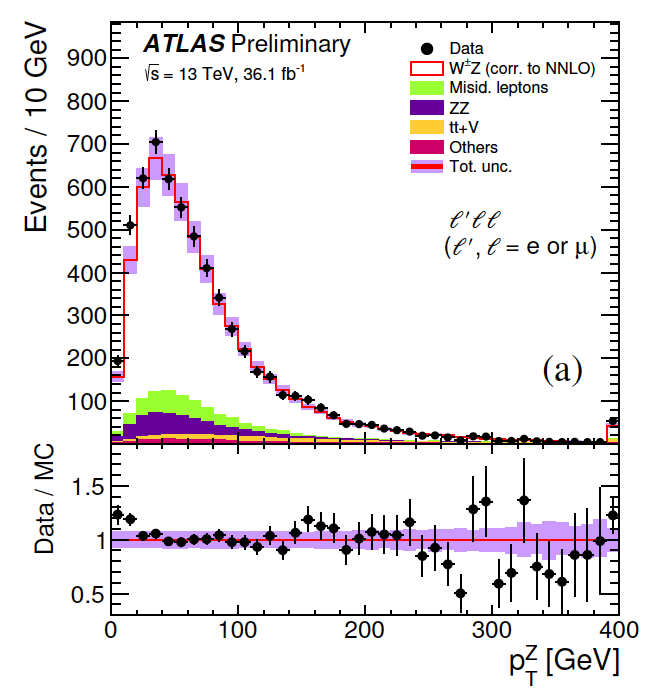 ATLAS Preliminary
√s = 13 TeV, 36.1 fb⁻¹
Data
W±Z (corr. to NNLO)
Misid. leptons
ZZ
tt+V
Others
Tot. unc.
ℓ′ℓℓ
(ℓ′, ℓ = e or μ)
(a)
Events / 10 GeV
900
800
700
600
500
400
300
200
100
Data / MC
1.5
1
0.5
0 100 200 300 400
p_T^Z [GeV]